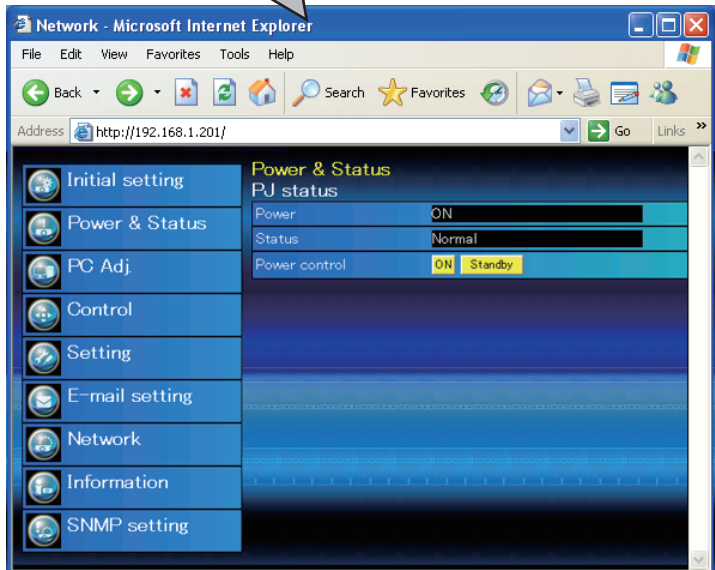 Network - Microsoft Internet Explorer
File Edit View Favorites Tools Help
Back Search Favorites
Address http://192.168.1.201/ Go Links »
Initial setting
Power & Status
PC Adj.
Control
Setting
E-mail setting
Network
Information
SNMP setting
Power & Status
PJ status
Power ON
Status Normal
Power control ON Standby